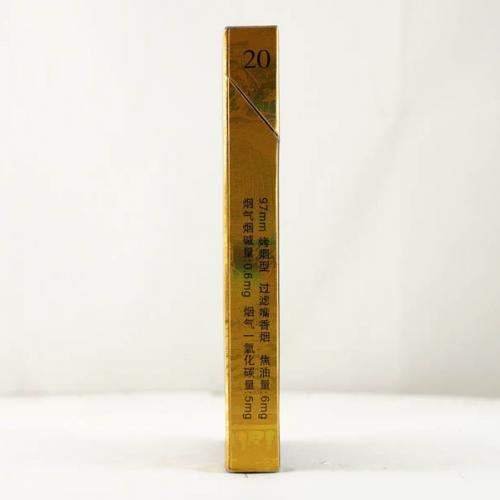 20
97mm 烤烟型 过滤嘴香烟 焦油量:6mg
烟气烟碱量:0.6mg 烟气一氧化碳量:5mg